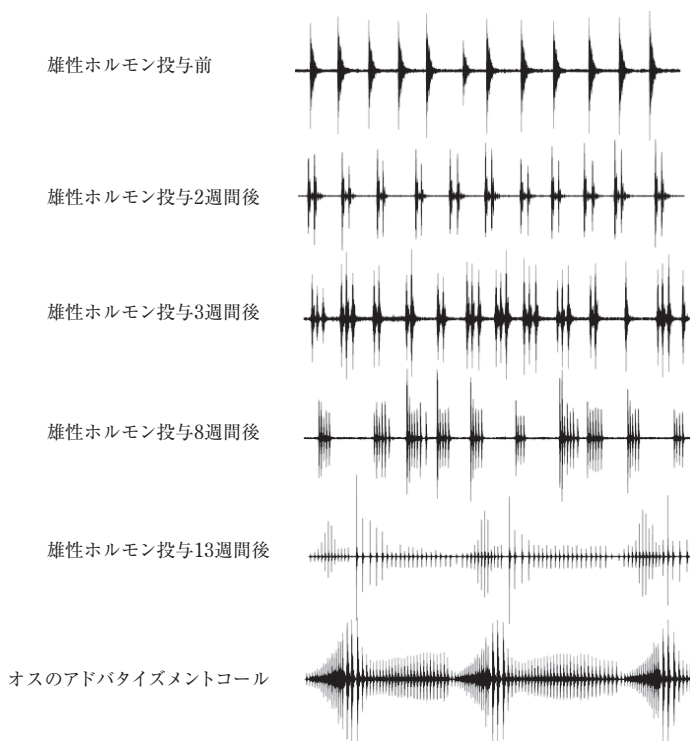 雄性ホルモン投与前
雄性ホルモン投与2週間後
雄性ホルモン投与3週間後
雄性ホルモン投与8週間後
雄性ホルモン投与13週間後
オスのアドバタイズメントコール